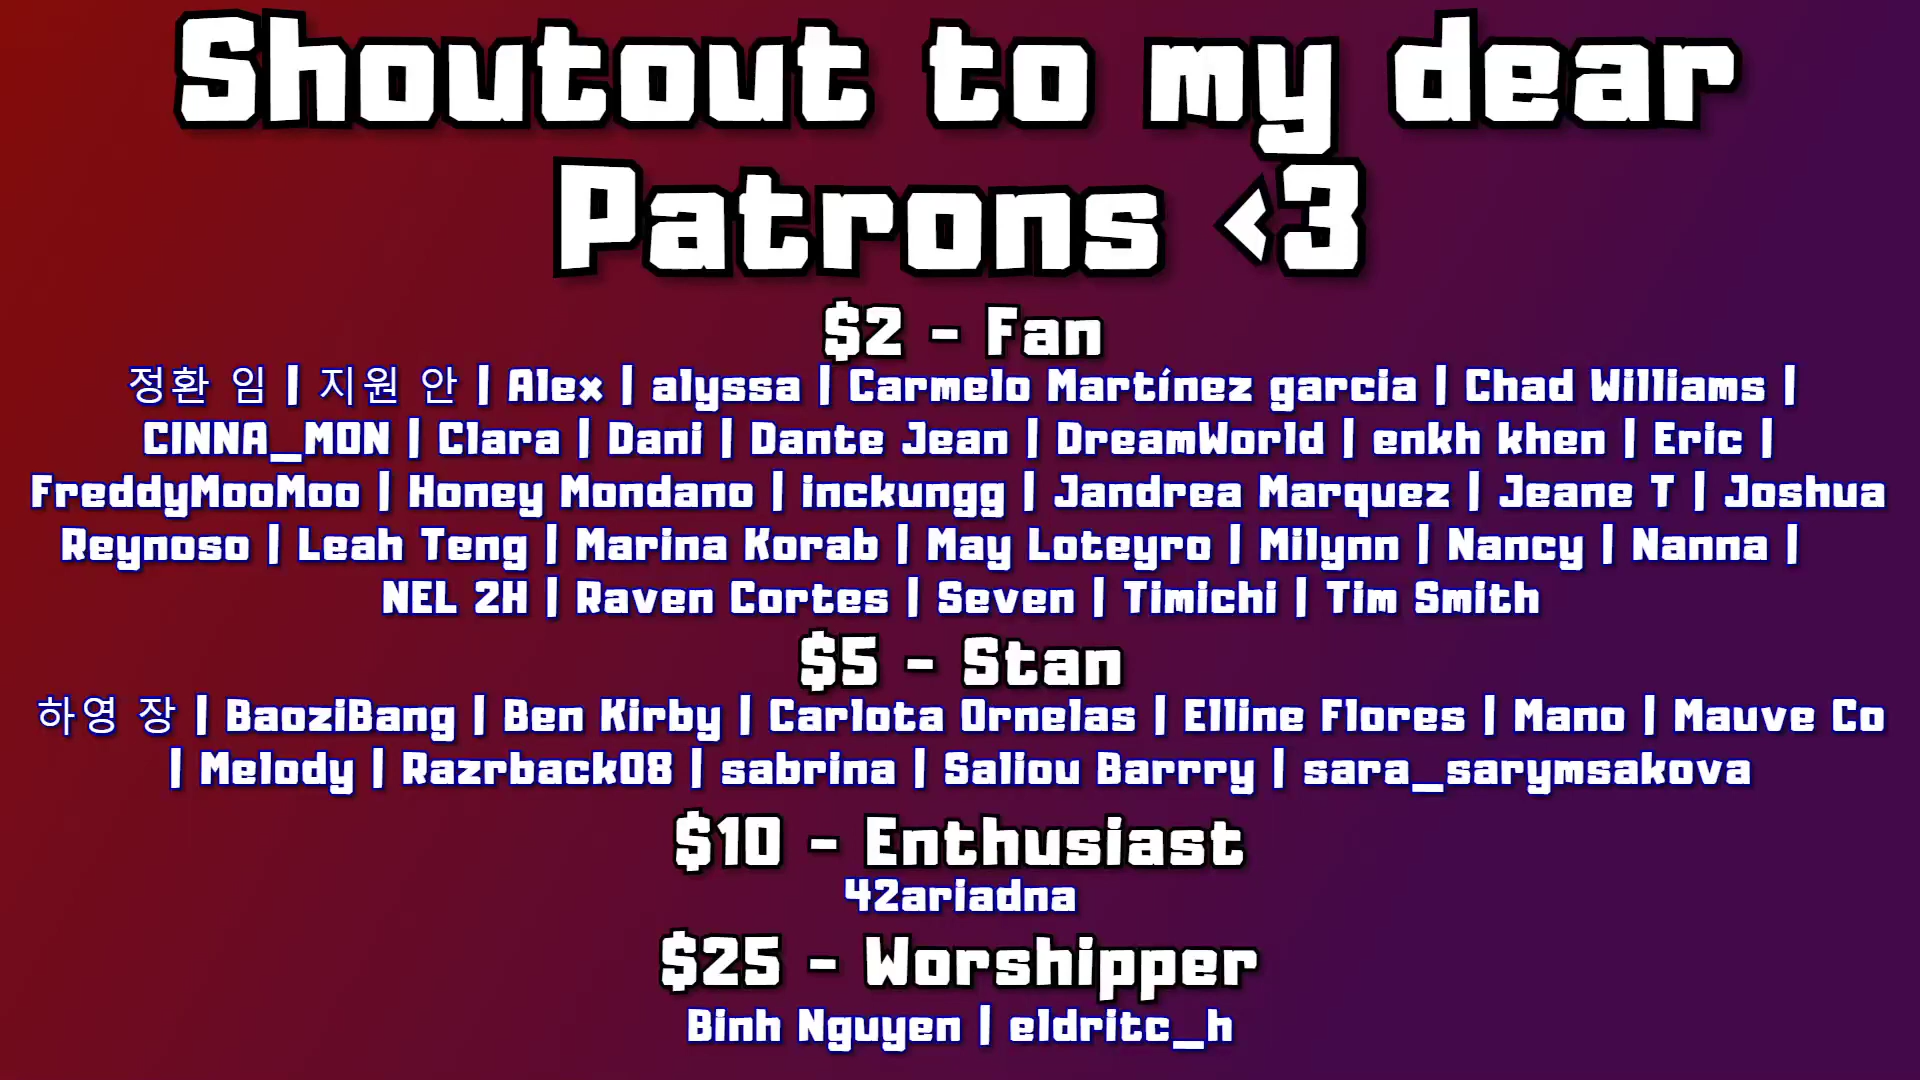 Shoutout to my dear
Patrons <3
$2 - Fan
정환 임 | 지원 안 | Alex | alyssa | Carmelo Martínez garcia | Chad Williams |
CINNA_MON | Clara | Dani | Dante Jean | DreamWorld | enkh khen | Eric |
FreddyMooMoo | Honey Mondano | inckungg | Jandrea Marquez | Jeane T | Joshua
Reynoso | Leah Teng | Marina Korab | May Loteyro | Milynn | Nancy | Nanna |
NEL 2H | Raven Cortes | Seven | Timichi | Tim Smith
$5 - Stan
하영 장 | BaoziBang | Ben Kirby | Carlota Ornelas | Elline Flores | Mano | Mauve Co
| Melody | Razrback08 | sabrina | Saliou Barrry | sara_sarymsakova
$10 - Enthusiast
42ariadna
$25 - Worshipper
Binh Nguyen | eldritc_h